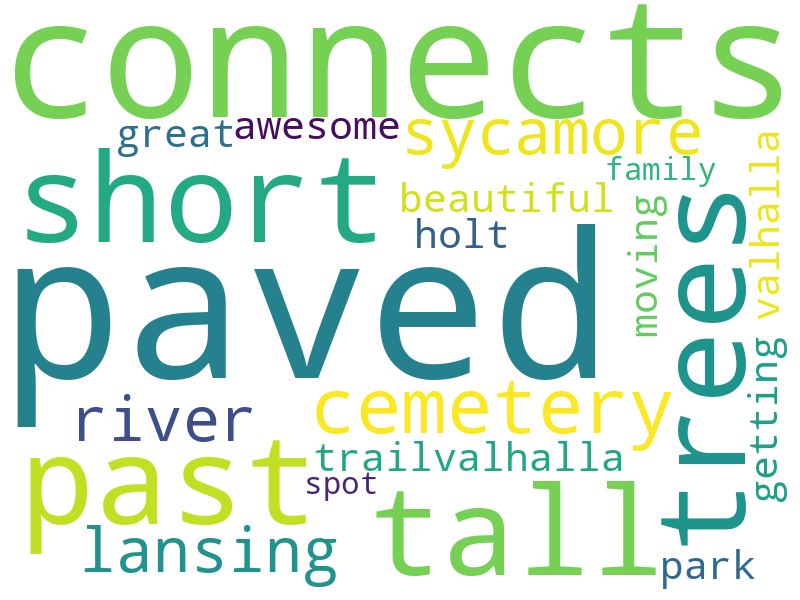 connects
great
awesome
sycamore
short
family
beautiful
holt
moving
valhalla
trees
paved
getting
river
cemetery
past
trailvalhalla
spot
tall
lansing
park